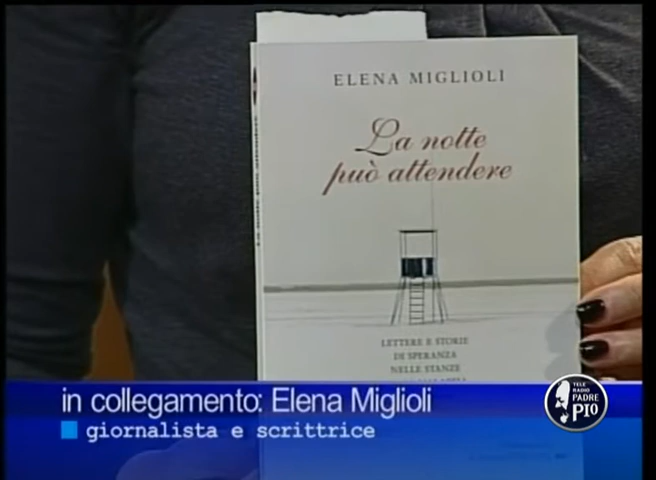 ELENA MIGLIOLI
La notte
può attendere
LETTERE E STORIE
DI SPERANZA
NELLE STANZE
in collegamento: Elena Miglioli
giornalista e scrittrice
TELE
RADIO
PADRE
PIO